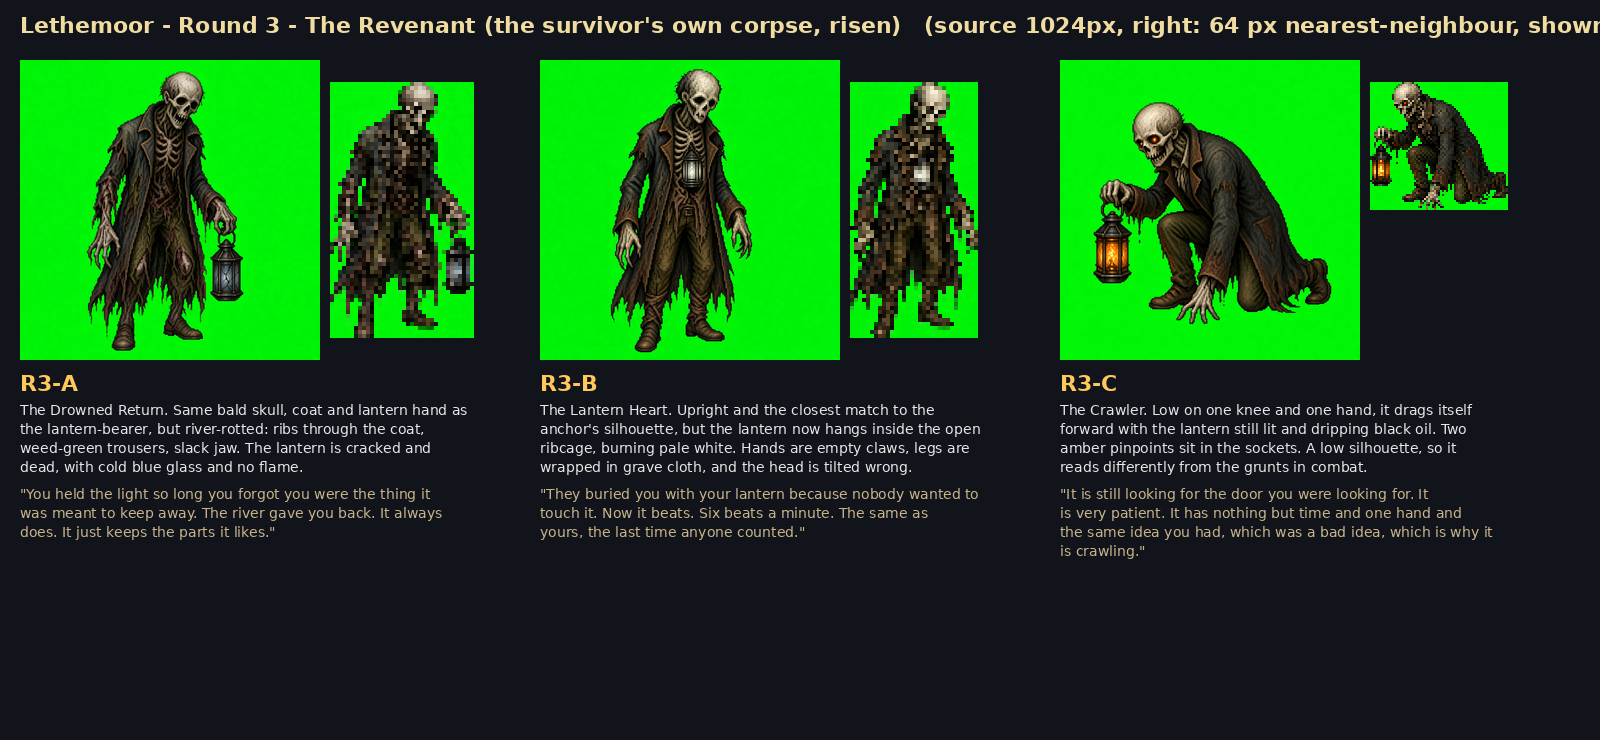 Lethemoor - Round 3 - The Revenant (the survivor's own corpse, risen)   (source 1024px, right: 64 px nearest-neighbour, shown
R3-A
The Drowned Return. Same bald skull, coat and lantern hand as
the lantern-bearer, but river-rotted: ribs through the coat,
weed-green trousers, slack jaw. The lantern is cracked and
dead, with cold blue glass and no flame.
"You held the light so long you forgot you were the thing it
was meant to keep away. The river gave you back. It always
does. It just keeps the parts it likes."
R3-B
The Lantern Heart. Upright and the closest match to the
anchor's silhouette, but the lantern now hangs inside the open
ribcage, burning pale white. Hands are empty claws, legs are
wrapped in grave cloth, and the head is tilted wrong.
"They buried you with your lantern because nobody wanted to
touch it. Now it beats. Six beats a minute. The same as
yours, the last time anyone counted."
R3-C
The Crawler. Low on one knee and one hand, it drags itself
forward with the lantern still lit and dripping black oil. Two
amber pinpoints sit in the sockets. A low silhouette, so it
reads differently from the grunts in combat.
"It is still looking for the door you were looking for. It
is very patient. It has nothing but time and one hand and
the same idea you had, which was a bad idea, which is why it
is crawling."